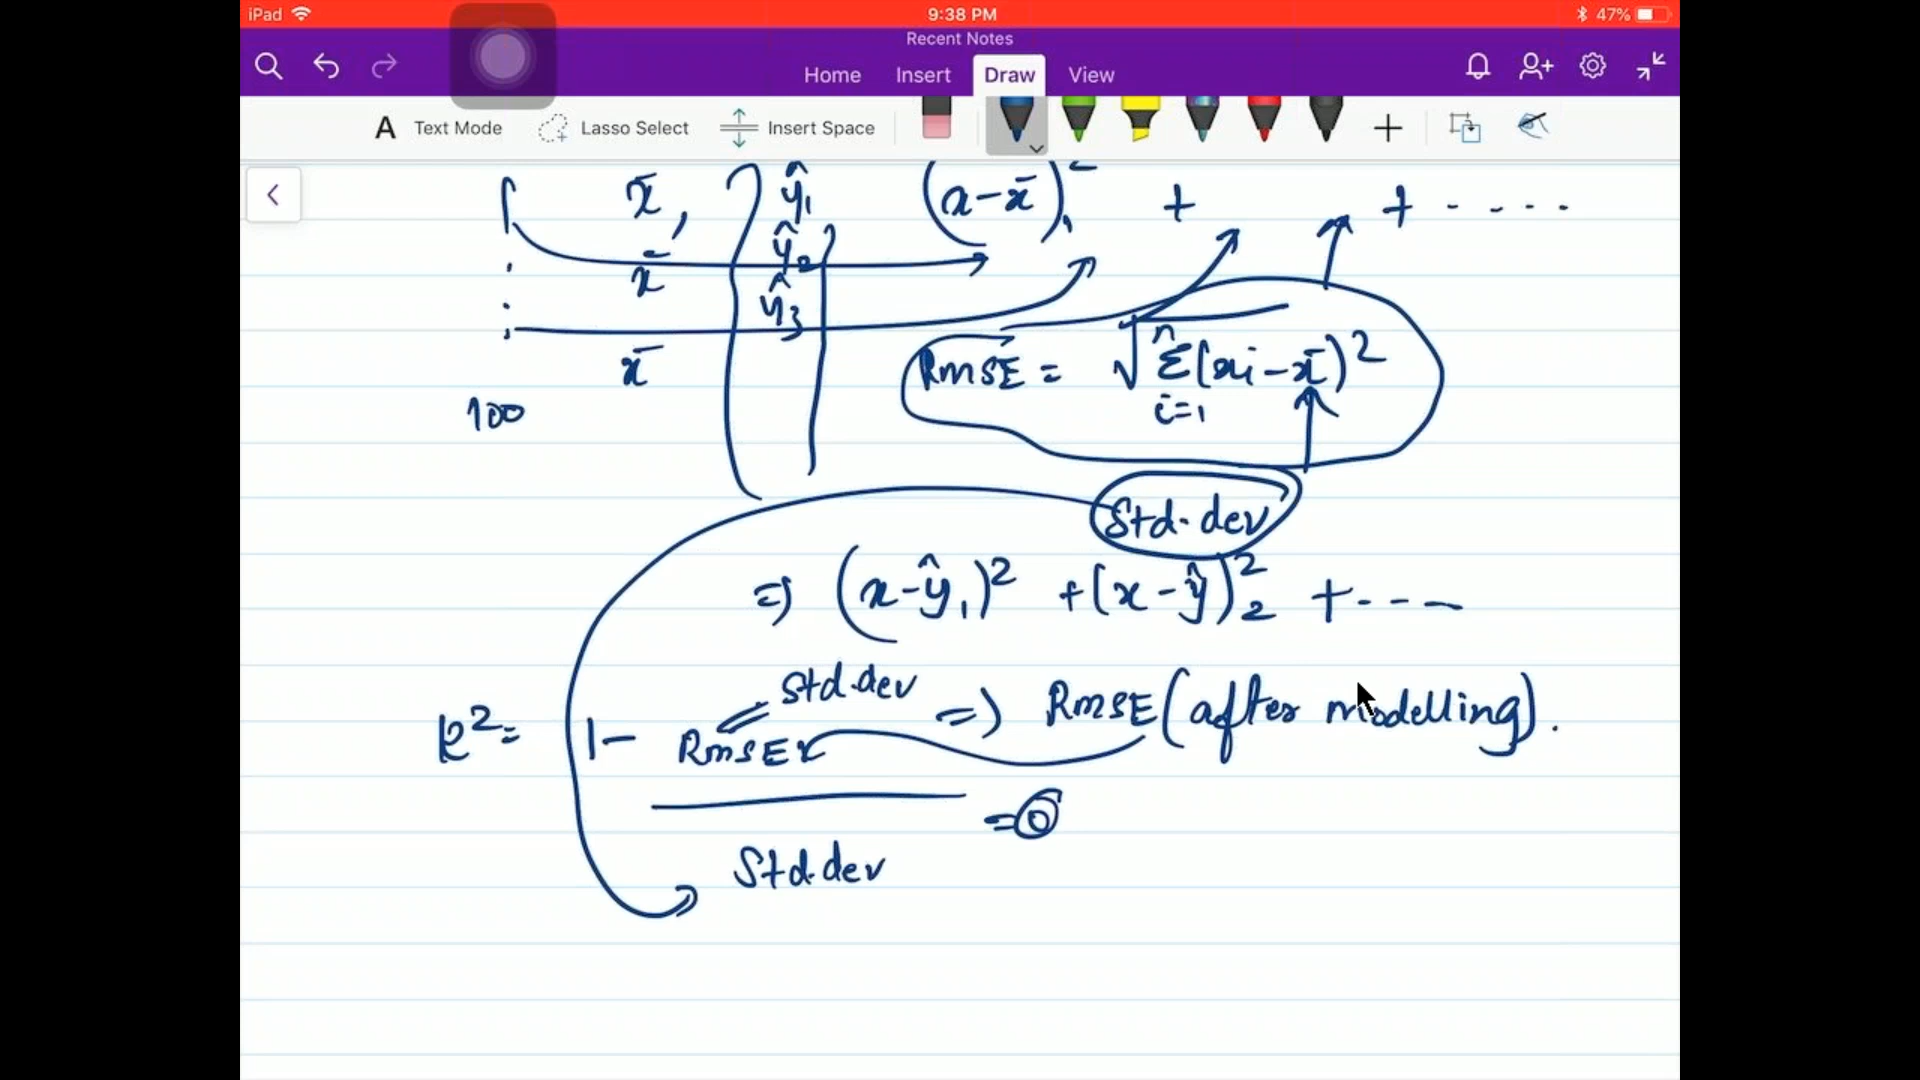 iPad 9:38 PM 47%
Recent Notes
Home Insert Draw View
A Text Mode Lasso Select Insert Space
x̄, ŷ1 (x-x̄)², + + - - - -
x̄ ŷ2
ŷ3
x̄ RmSE = √ n Σ (xi-x̄)²
i=1
100
Std. dev
=) (x-ŷ1)² +(x-ŷ)²2 +- - -
Std.dev =) RmSE (after modelling).
R²= 1- RmSE
=0
Std.dev